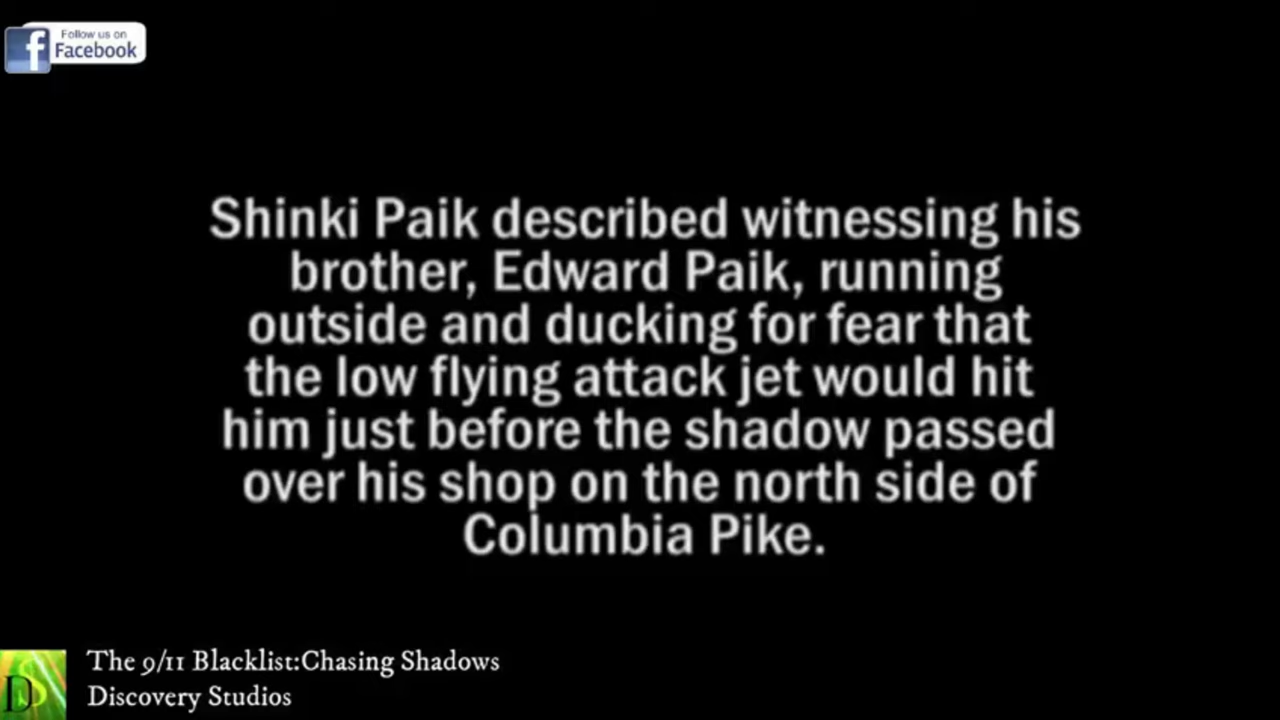 Follow us on
Facebook
Shinki Paik described witnessing his
brother, Edward Paik, running
outside and ducking for fear that
the low flying attack jet would hit
him just before the shadow passed
over his shop on the north side of
Columbia Pike.
The 9/11 Blacklist:Chasing Shadows
Discovery Studios
DS